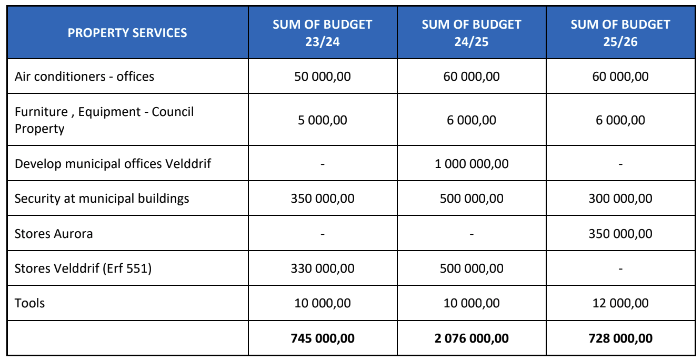 PROPERTY SERVICES SUM OF BUDGET 23/24 SUM OF BUDGET 24/25 SUM OF BUDGET 25/26
Air conditioners - offices 50 000,00 60 000,00 60 000,00
Furniture , Equipment - Council Property 5 000,00 6 000,00 6 000,00
Develop municipal offices Velddrif - 1 000 000,00 -
Security at municipal buildings 350 000,00 500 000,00 300 000,00
Stores Aurora - - 350 000,00
Stores Velddrif (Erf 551) 330 000,00 500 000,00 -
Tools 10 000,00 10 000,00 12 000,00
745 000,00 2 076 000,00 728 000,00